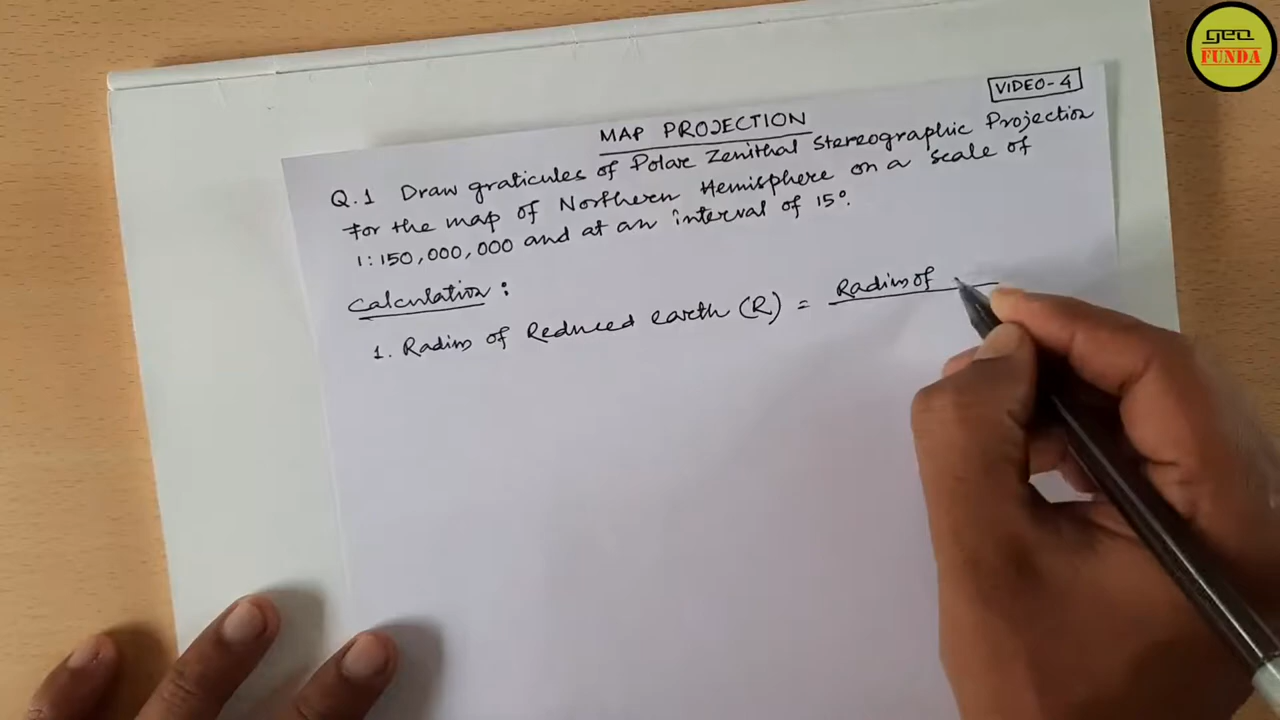 geo
FUNDA
VIDEO-4
MAP PROJECTION
Q.1 Draw graticules of Polar Zenithal Stereographic Projection
for the map of Northern Hemisphere on a scale of
1:150,000,000 and at an interval of 15°.
Calculation:
1. Radius of Reduced earth (R) = Radius of